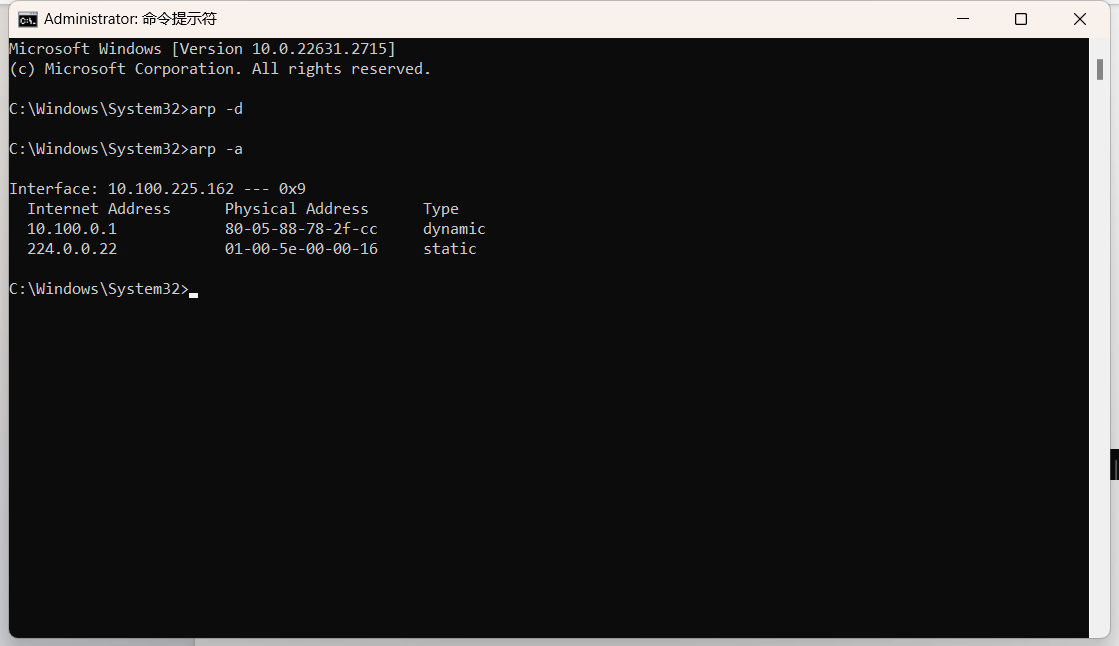 Administrator: 命令提示符
Microsoft Windows [Version 10.0.22631.2715]
(c) Microsoft Corporation. All rights reserved.
C:\Windows\System32>arp -d
C:\Windows\System32>arp -a
Interface: 10.100.225.162 --- 0x9
  Internet Address      Physical Address      Type
  10.100.0.1            80-05-88-78-2f-cc     dynamic
  224.0.0.22            01-00-5e-00-00-16     static
C:\Windows\System32>